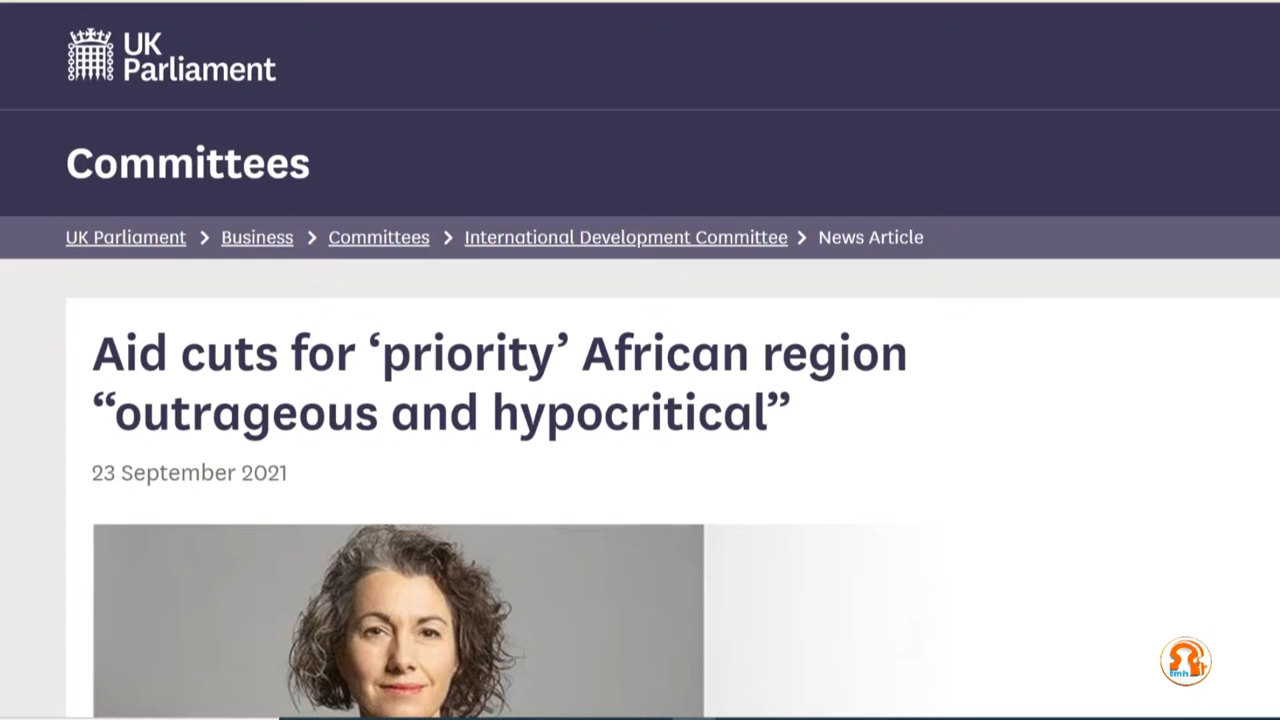 UK
Parliament
Committees
UK Parliament > Business > Committees > International Development Committee > News Article
Aid cuts for ‘priority’ African region
“outrageous and hypocritical”
23 September 2021
tmh